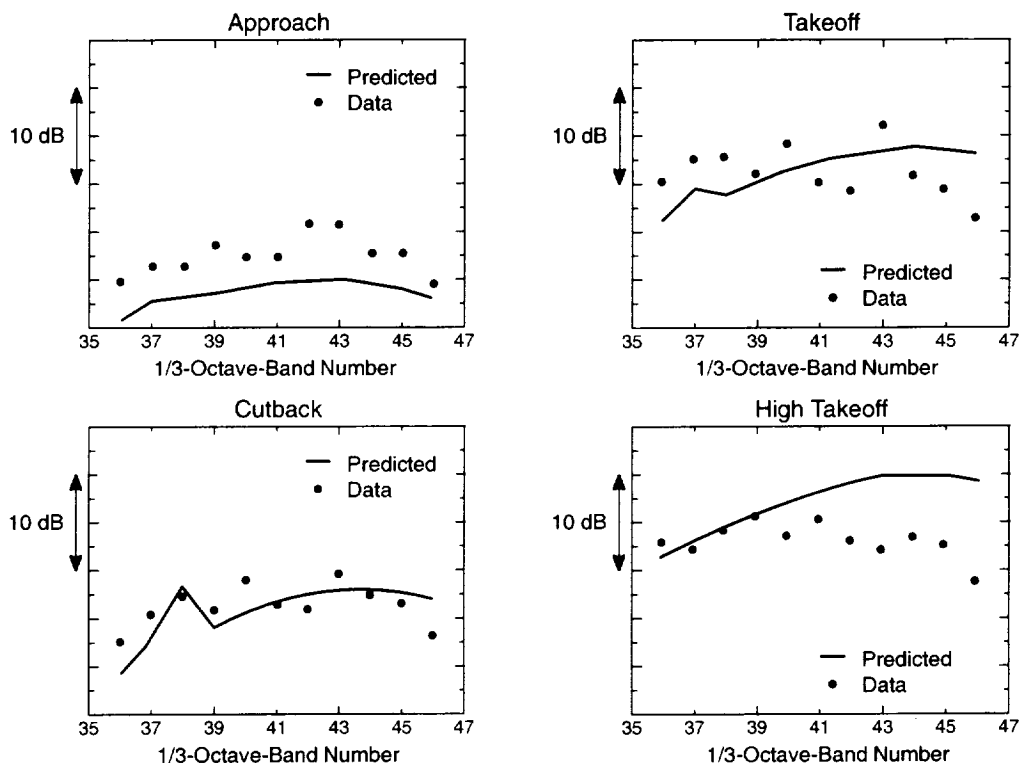 Approach
Predicted
Data
10 dB
35 37 39 41 43 45 47
1/3-Octave-Band Number
Takeoff
10 dB
Predicted
Data
35 37 39 41 43 45 47
1/3-Octave-Band Number
Cutback
Predicted
Data
10 dB
35 37 39 41 43 45 47
1/3-Octave-Band Number
High Takeoff
10 dB
Predicted
Data
35 37 39 41 43 45 47
1/3-Octave-Band Number